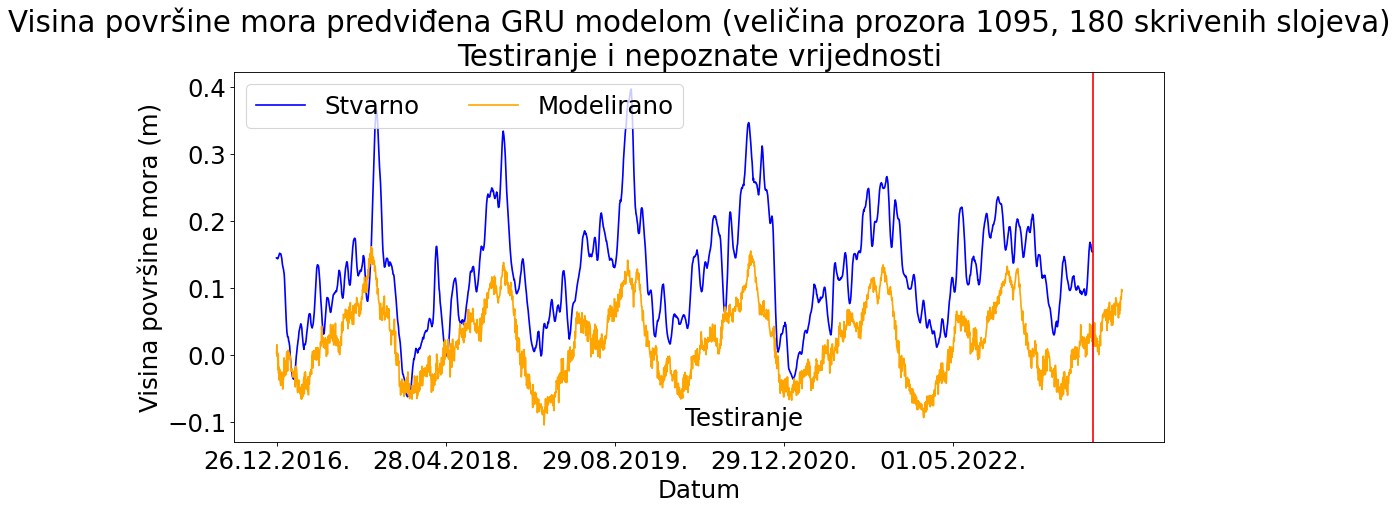 Visina površine mora predviđena GRU modelom (veličina prozora 1095, 180 skrivenih slojeva)
Testiranje i nepoznate vrijednosti
Stvarno Modelirano
Visina površine mora (m)
0.4
0.3
0.2
0.1
0.0
−0.1
Testiranje
26.12.2016. 28.04.2018. 29.08.2019. 29.12.2020. 01.05.2022.
Datum